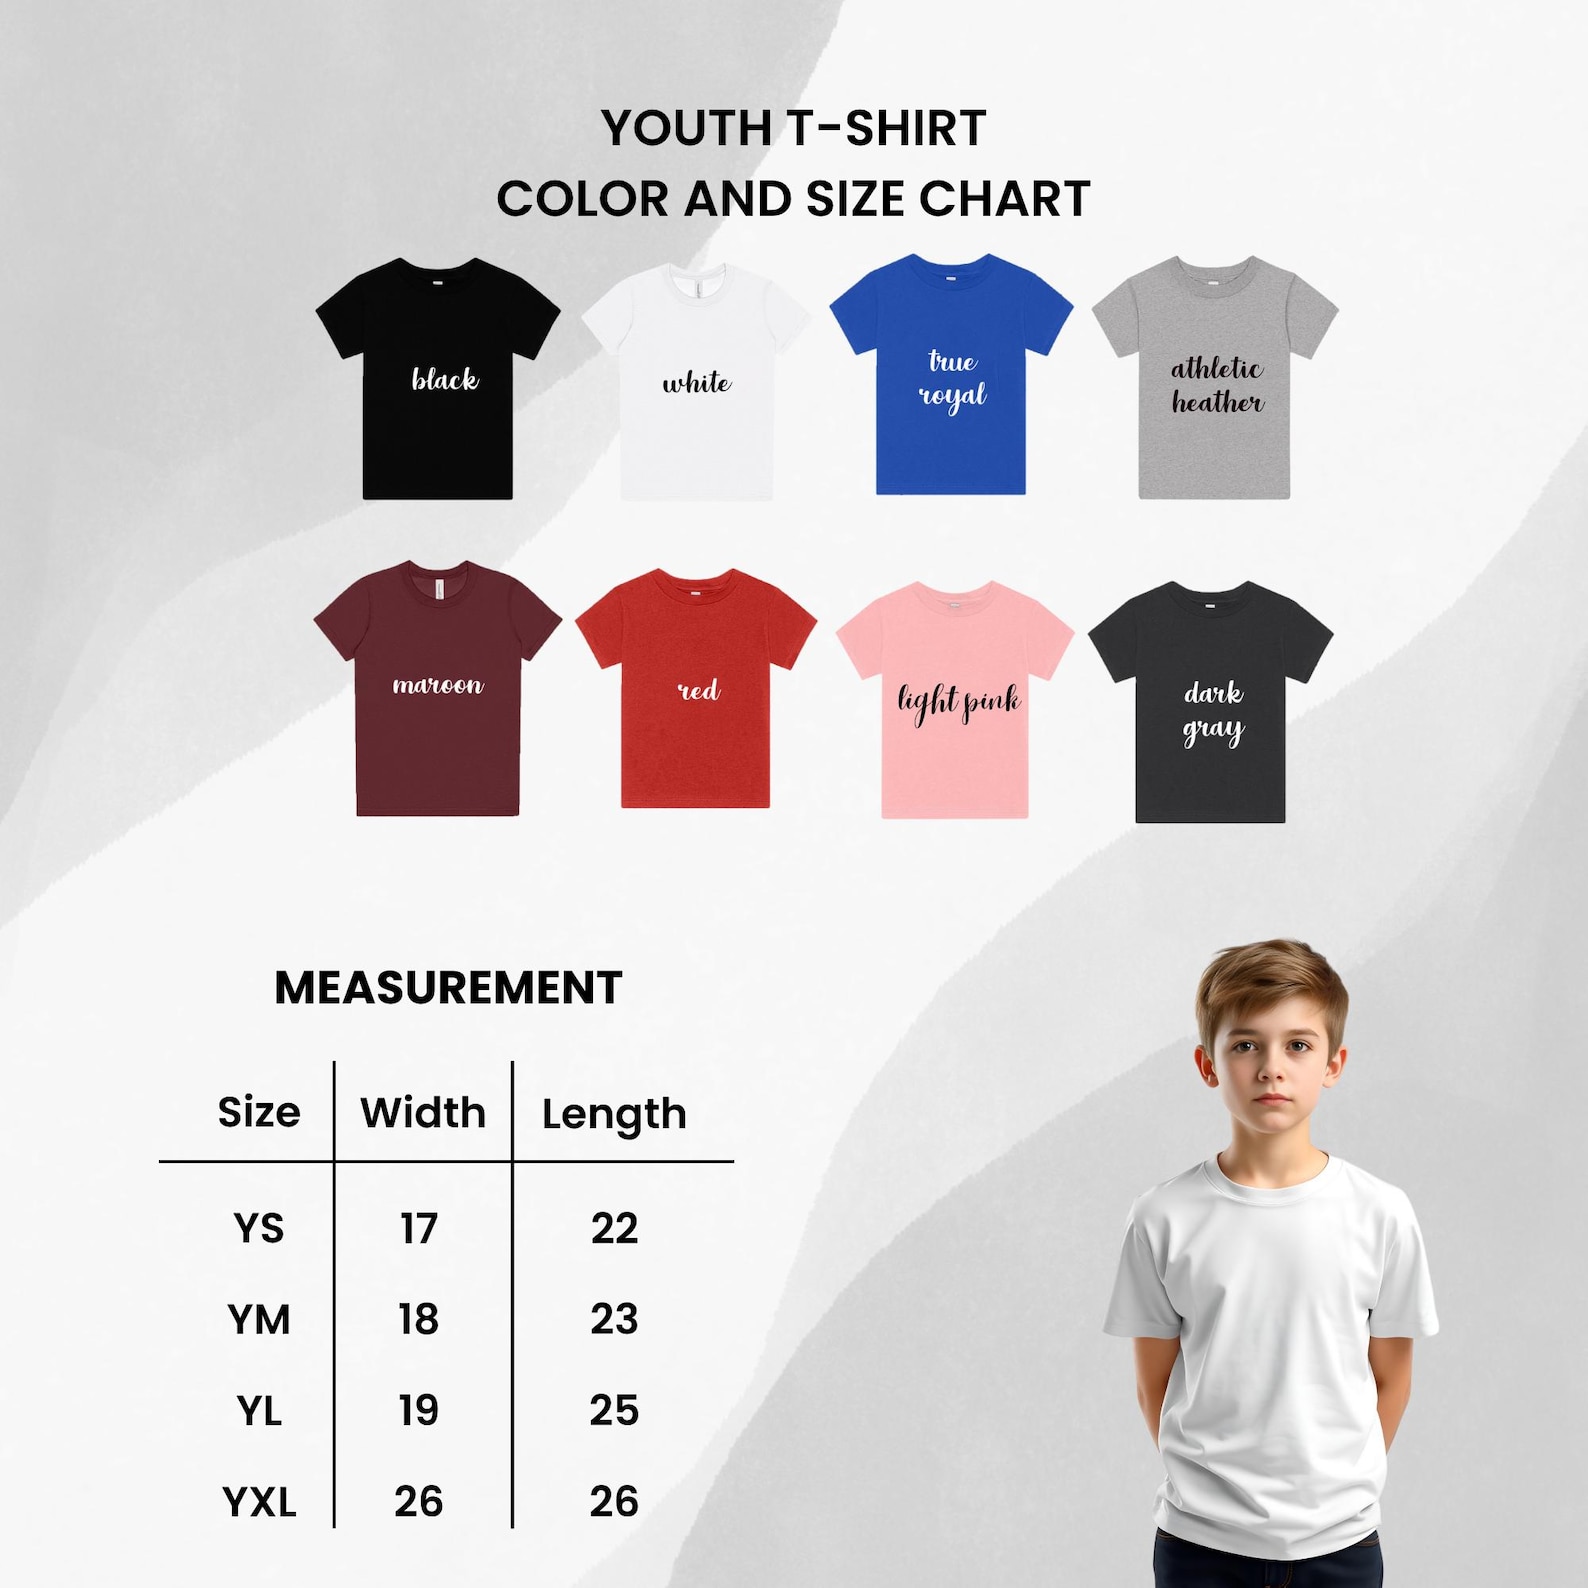 YOUTH T-SHIRT
COLOR AND SIZE CHART
black
white
true
royal
athletic
heather
maroon
red
light pink
dark
gray
MEASUREMENT
Size Width Length
YS 17 22
YM 18 23
YL 19 25
YXL 26 26